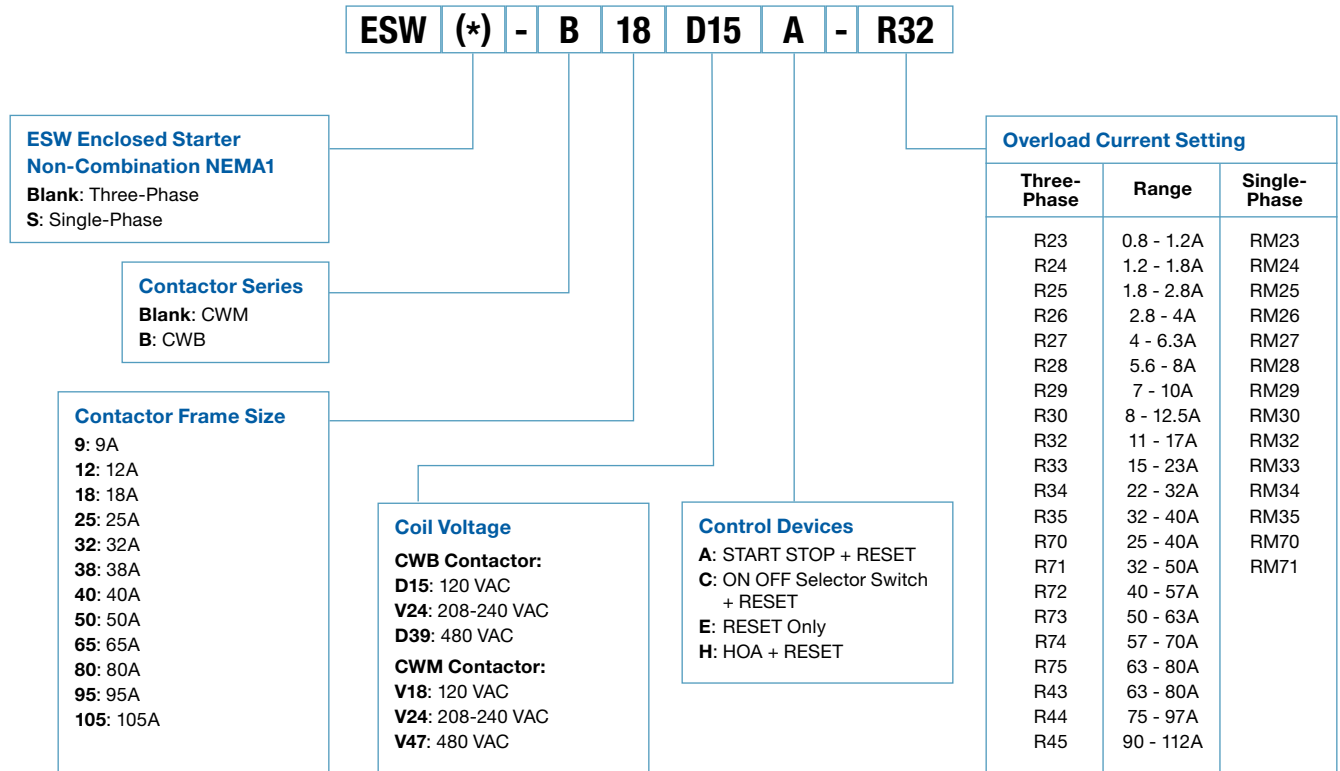 ESW (*) - B 18 D15 A - R32
ESW Enclosed Starter
Non-Combination NEMA1
Blank: Three-Phase
S: Single-Phase
Contactor Series
Blank: CWM
B: CWB
Contactor Frame Size
9: 9A
12: 12A
18: 18A
25: 25A
32: 32A
38: 38A
40: 40A
50: 50A
65: 65A
80: 80A
95: 95A
105: 105A
Coil Voltage
CWB Contactor:
D15: 120 VAC
V24: 208-240 VAC
D39: 480 VAC
CWM Contactor:
V18: 120 VAC
V24: 208-240 VAC
V47: 480 VAC
Control Devices
A: START STOP + RESET
C: ON OFF Selector Switch
+ RESET
E: RESET Only
H: HOA + RESET
Overload Current Setting
Three-Phase Range Single-Phase
R23 0.8 - 1.2A RM23
R24 1.2 - 1.8A RM24
R25 1.8 - 2.8A RM25
R26 2.8 - 4A RM26
R27 4 - 6.3A RM27
R28 5.6 - 8A RM28
R29 7 - 10A RM29
R30 8 - 12.5A RM30
R32 11 - 17A RM32
R33 15 - 23A RM33
R34 22 - 32A RM34
R35 32 - 40A RM35
R70 25 - 40A RM70
R71 32 - 50A RM71
R72 40 - 57A
R73 50 - 63A
R74 57 - 70A
R75 63 - 80A
R43 63 - 80A
R44 75 - 97A
R45 90 - 112A